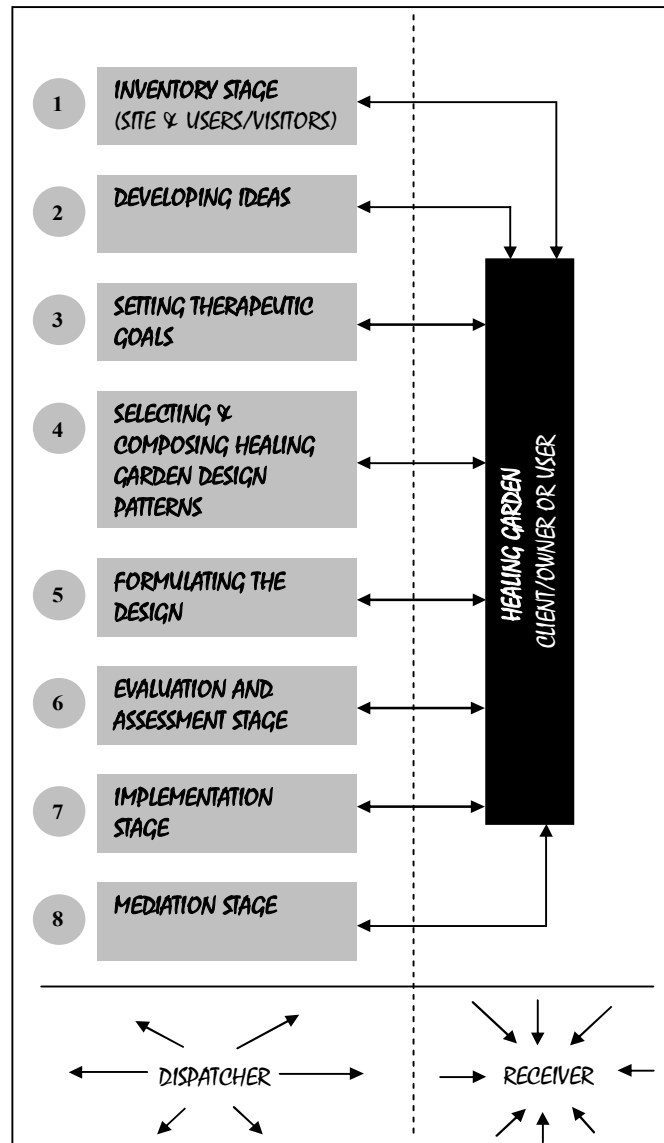 1
INVENTORY STAGE
(SITE & USERS/VISITORS)
2
DEVELOPING IDEAS
3
SETTING THERAPEUTIC
GOALS
4
SELECTING &
COMPOSING HEALING
GARDEN DESIGN
PATTERNS
5
FORMULATING THE
DESIGN
6
EVALUATION AND
ASSESSMENT STAGE
7
IMPLEMENTATION
STAGE
8
MEDIATION STAGE
HEALING GARDEN
CLIENT/OWNER OR USER
DISPATCHER
RECEIVER